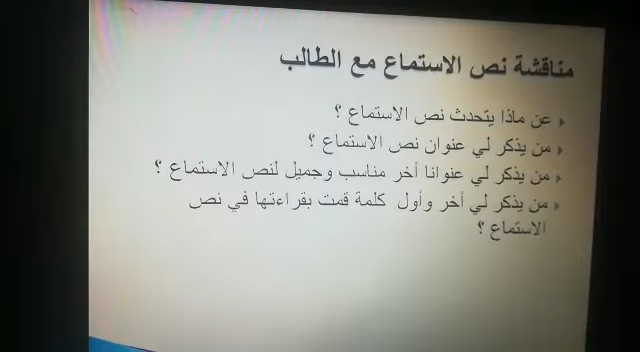 مناقشة نص الاستماع مع الطالب
عن ماذا يتحدث نص الاستماع ؟
من يذكر لي عنوان نص الاستماع ؟
من يذكر لي عنوانا أخر مناسب وجميل لنص الاستماع ؟
من يذكر لي أخر وأول كلمة قمت بقراءتها في نص
الاستماع ؟